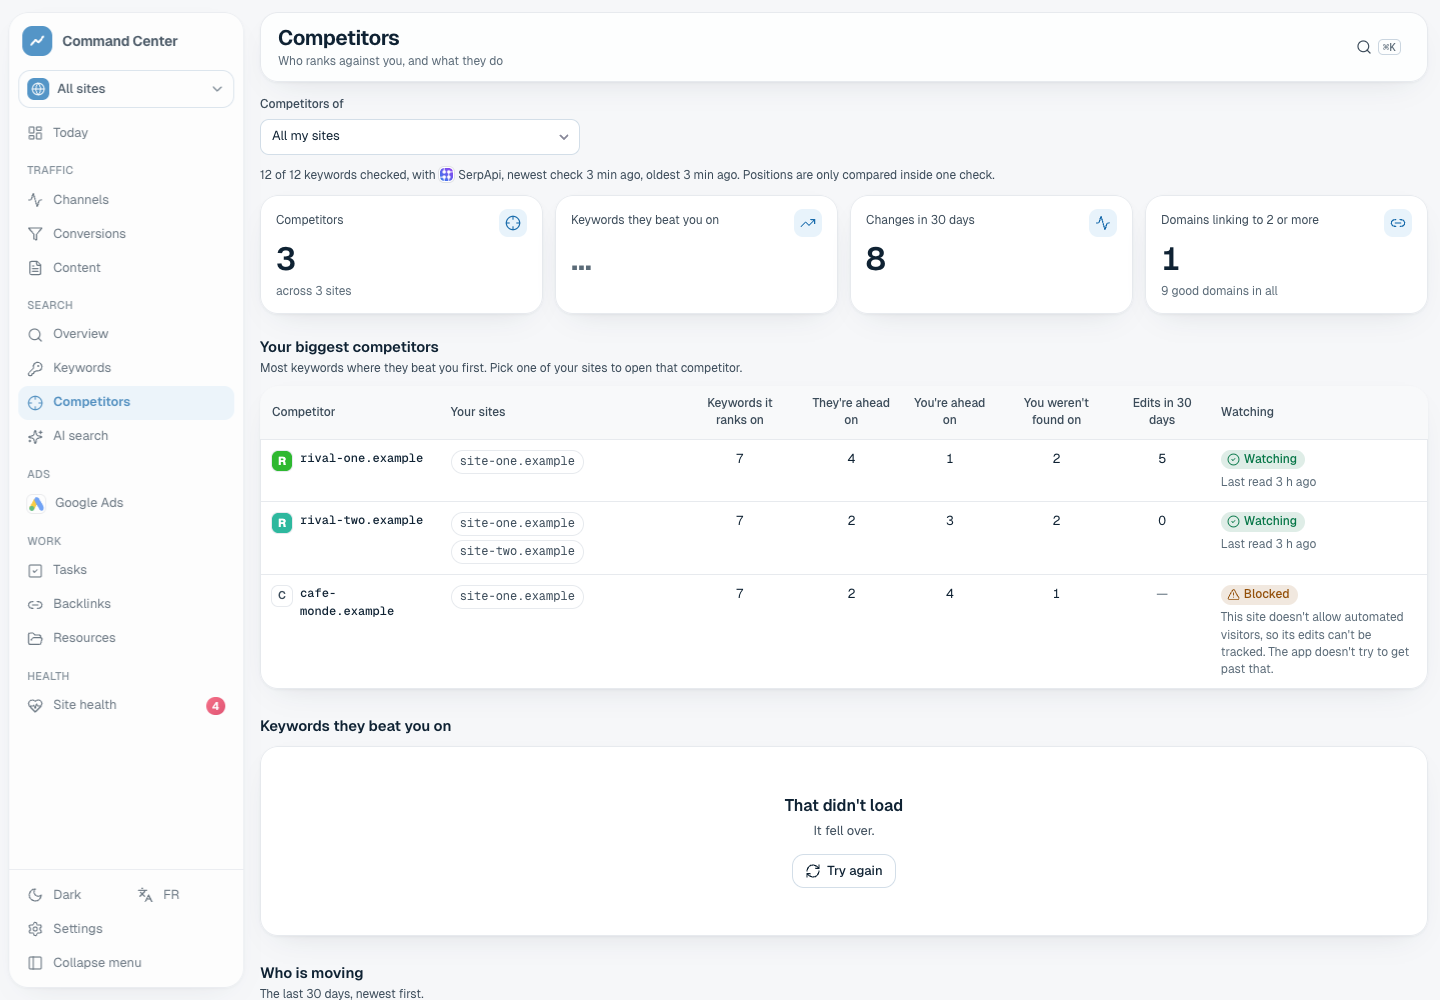 Command Center
All sites
Today
TRAFFIC
Channels
Conversions
Content
SEARCH
Overview
Keywords
Competitors
AI search
ADS
Google Ads
WORK
Tasks
Backlinks
Resources
HEALTH
Site health 4
Dark FR
Settings
Collapse menu
Competitors
Who ranks against you, and what they do
⌘K
Competitors of
All my sites
12 of 12 keywords checked, with SerpApi, newest check 3 min ago, oldest 3 min ago. Positions are only compared inside one check.
Competitors
3
across 3 sites
Keywords they beat you on
...
Changes in 30 days
8
Domains linking to 2 or more
1
9 good domains in all
Your biggest competitors
Most keywords where they beat you first. Pick one of your sites to open that competitor.
Competitor Your sites Keywords it ranks on They're ahead on You're ahead on You weren't found on Edits in 30 days Watching
R rival-one.example site-one.example 7 4 1 2 5 Watching
Last read 3 h ago
R rival-two.example site-one.example 7 2 3 2 0 Watching
site-two.example Last read 3 h ago
C cafe-monde.example site-one.example 7 2 4 1 — Blocked
This site doesn't allow automated
visitors, so its edits can't be
tracked. The app doesn't try to get
past that.
Keywords they beat you on
That didn't load
It fell over.
Try again
Who is moving
The last 30 days, newest first.